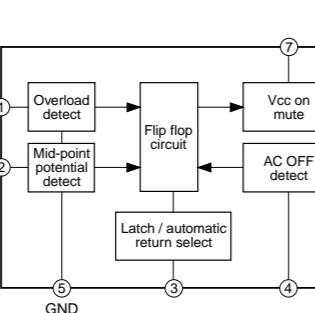 7
1
Overload
detect
Flip flop
circuit
Vcc on
mute
2
Mid-point
potential
detect
AC OFF
detect
Latch / automatic
return select
5
3
4
GND